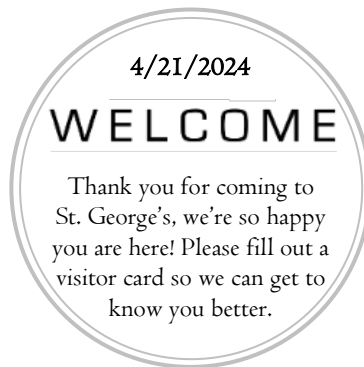 4/21/2024
WELCOME
Thank you for coming to
St. George’s, we’re so happy
you are here! Please fill out a
visitor card so we can get to
know you better.